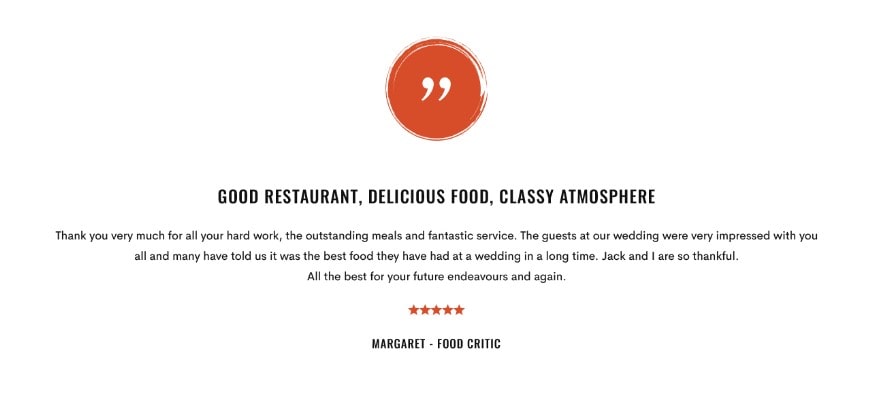 ”
GOOD RESTAURANT, DELICIOUS FOOD, CLASSY ATMOSPHERE
Thank you very much for all your hard work, the outstanding meals and fantastic service. The guests at our wedding were very impressed with you
all and many have told us it was the best food they have had at a wedding in a long time. Jack and I are so thankful.
All the best for your future endeavours and again.
★★★★★
MARGARET - FOOD CRITIC